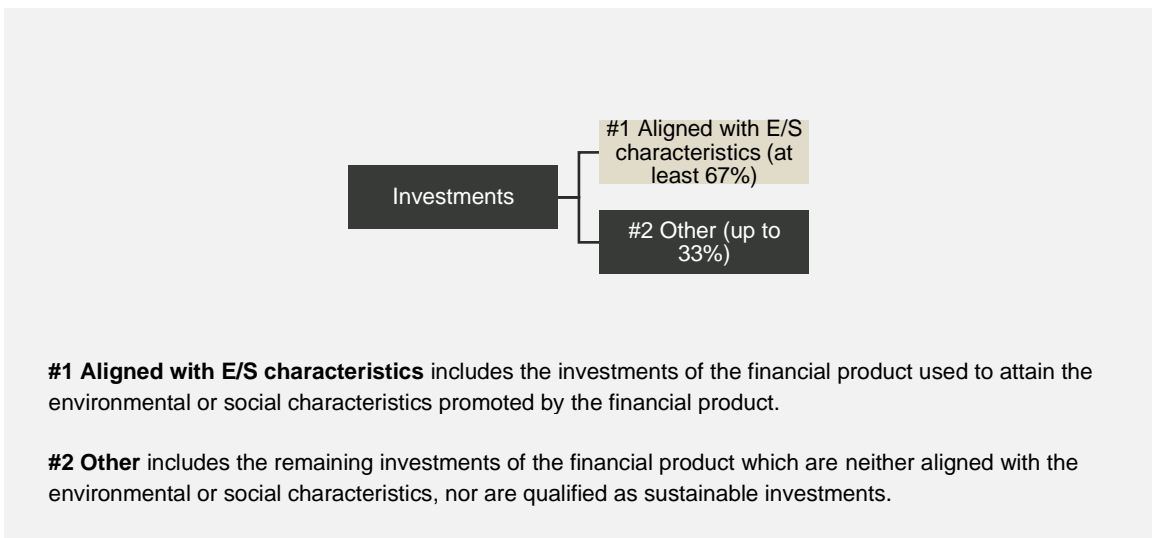 #1 Aligned with E/S
characteristics (at
least 67%)
Investments
#2 Other (up to
33%)
#1 Aligned with E/S characteristics includes the investments of the financial product used to attain the
environmental or social characteristics promoted by the financial product.
#2 Other includes the remaining investments of the financial product which are neither aligned with the
environmental or social characteristics, nor are qualified as sustainable investments.